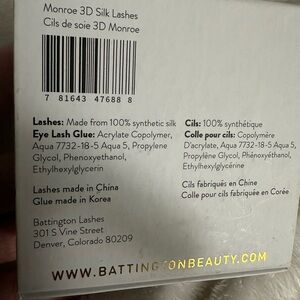 Monroe 3D Silk Lashes
Cils de soie 3D Monroe
7 81643 47688 8
Lashes: Made from 100% synthetic silk
Eye Lash Glue: Acrylate Copolymer,
Aqua 7732-18-5 Aqua 5, Propylene
Glycol, Phenoxyethanol,
Ethylhexylglycerin
Lashes made in China
Glue made in Korea
Battington Lashes
301 S Vine Street
Denver, Colorado 80209
Cils: 100% synthétique
Colle pour cils: Copolymère
D'acrylate, Aqua 7732-18-5 Aqua 5,
Propylène Glycol, Phénoxyéthanol,
Ethylhexylglycérine
Cils fabriqués en Chine
Colle pour cils fabriquée en Corée
WWW.BATTINGTONBEAUTY.COM